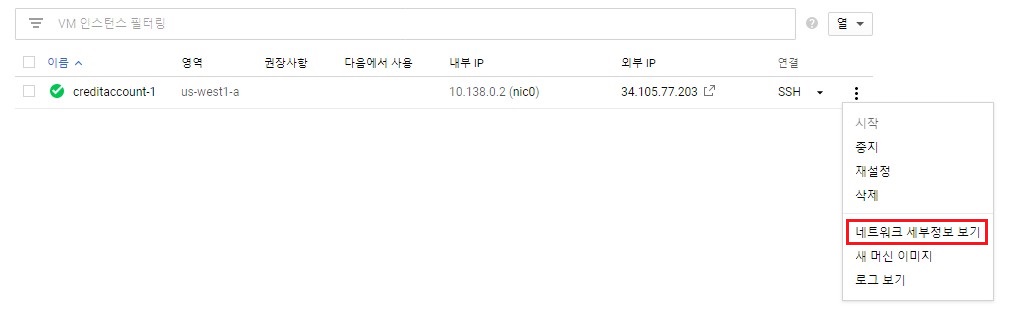 VM 인스턴스 필터링
열
이름 영역 권장사항 다음에서 사용 내부 IP 외부 IP 연결
creditaccount-1 us-west1-a 10.138.0.2 (nic0) 34.105.77.203 SSH
시작
중지
재설정
삭제
네트워크 세부정보 보기
새 머신 이미지
로그 보기